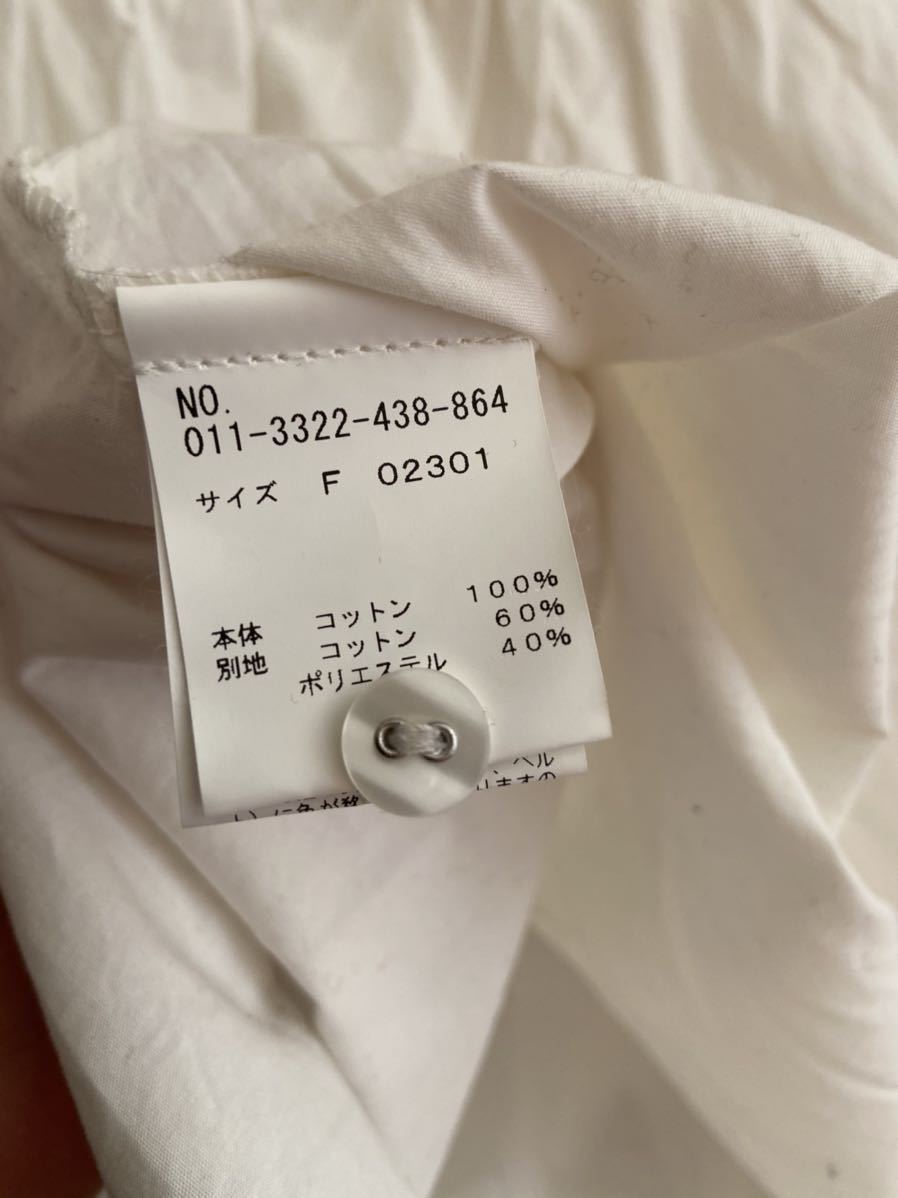 NO.
011-3322-438-864
サイズ F 02301
本体 コットン 100%
別地 コットン 60%
ポリエステル 40%